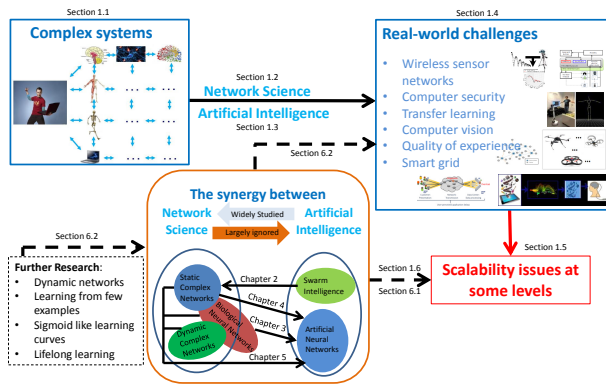 Section 1.1
Complex systems
Section 1.4
Real-world challenges
Wireless sensor
networks
Computer security
Transfer learning
Computer vision
Quality of experience
Smart grid
Section 1.2
Network Science
Artificial Intelligence
Section 1.3
Section 6.2
The synergy between
Network
Science
Widely Studied
Largely ignored
Artificial
Intelligence
Section 6.2
Further Research:
Dynamic networks
Learning from few
examples
Sigmoid like learning
curves
Lifelong learning
Static
Complex
Networks
Biological
Neural Networks
Dynamic
Complex
Networks
Chapter 2
Chapter 4
Chapter 3
Chapter 5
Swarm
Intelligence
Artificial
Neural
Networks
Section 1.6
Section 6.1
Section 1.5
Scalability issues at
some levels